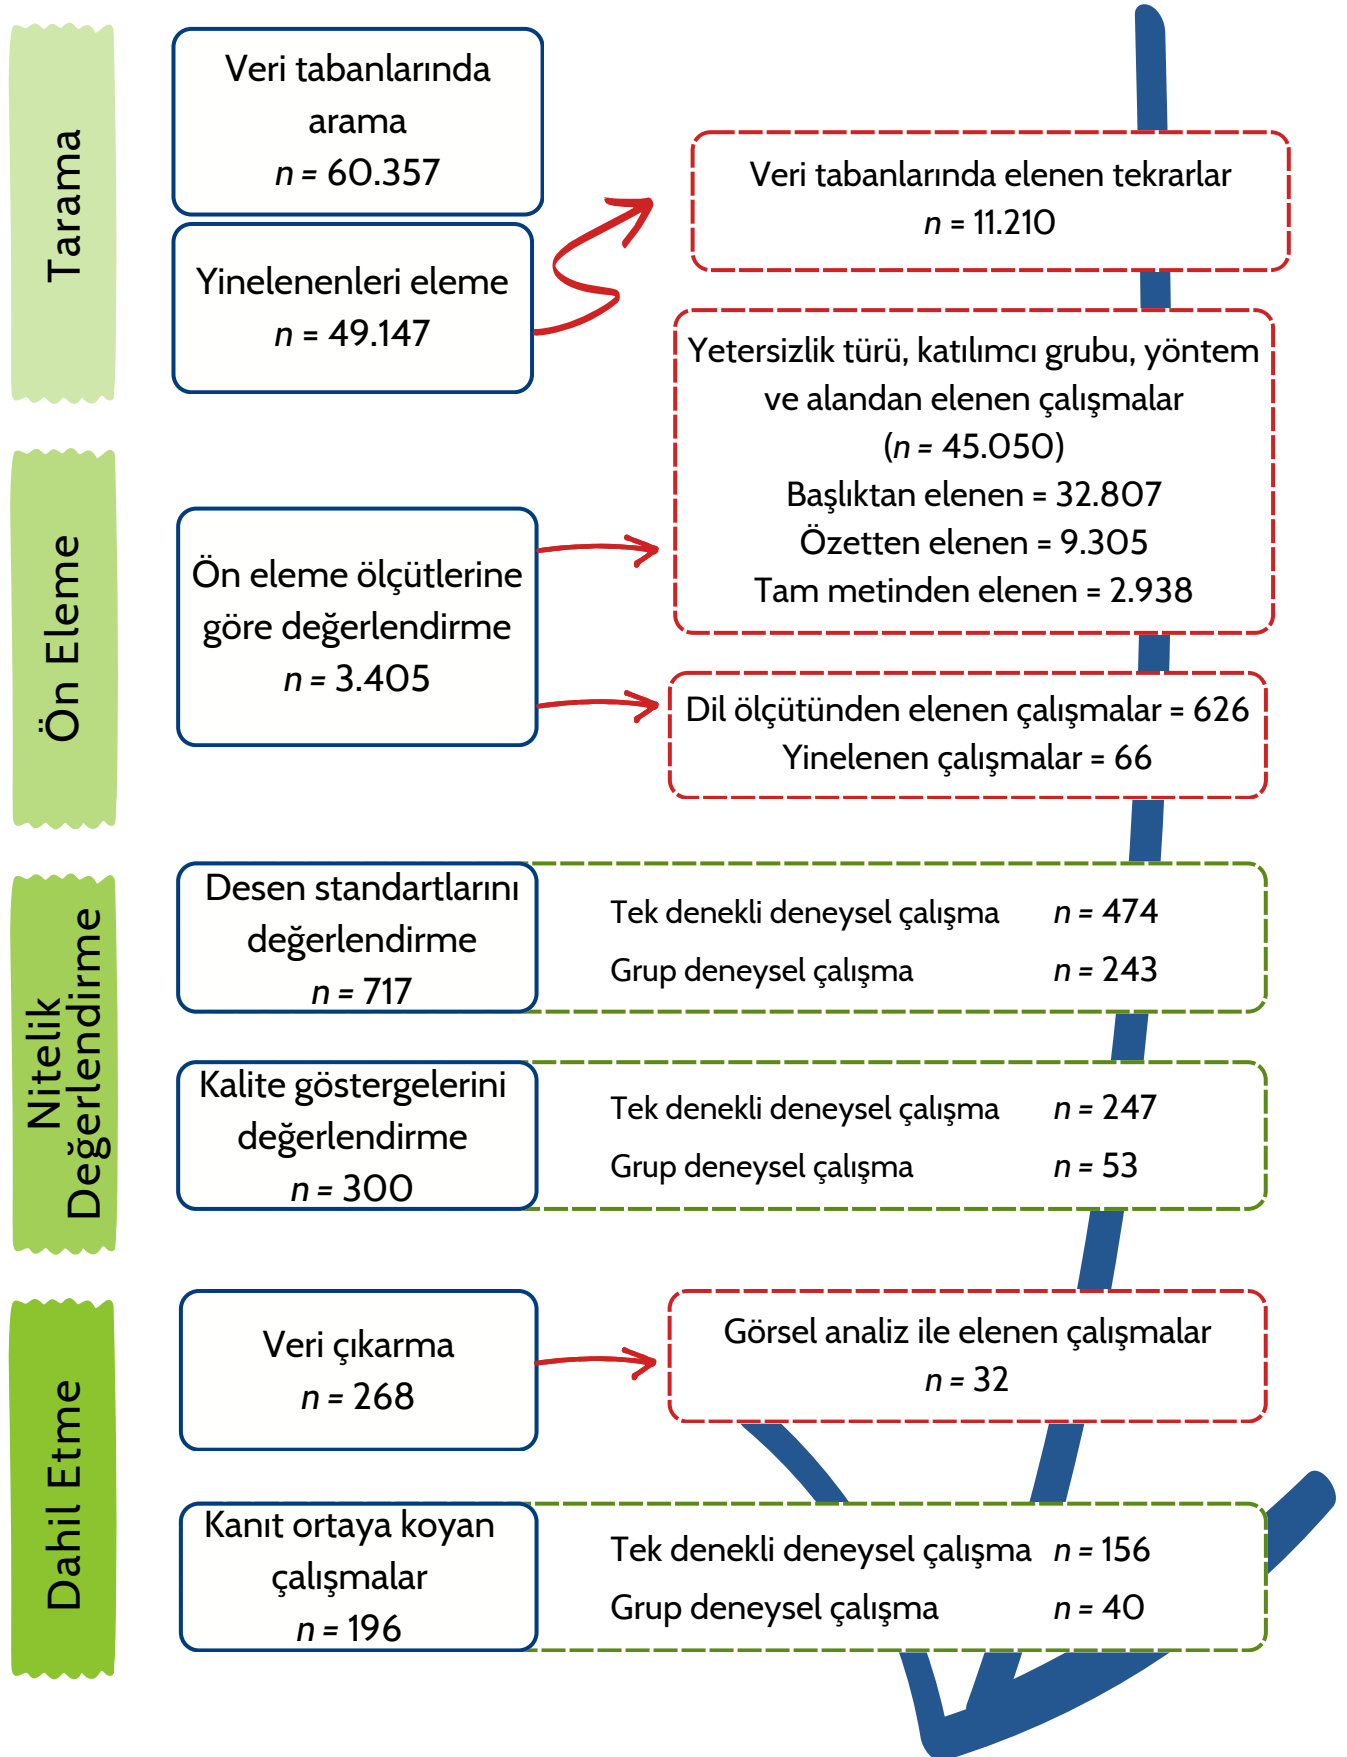 Tarama
Veri tabanlarında
arama
n = 60.357
Yinelenenleri eleme
n = 49.147
Veri tabanlarında elenen tekrarlar
n = 11.210
Ön Eleme
Ön eleme ölçütlerine
göre değerlendirme
n = 3.405
Yetersizlik türü, katılımcı grubu, yöntem
ve alandan elenen çalışmalar
(n = 45.050)
Başlıktan elenen = 32.807
Özetten elenen = 9.305
Tam metinden elenen = 2.938
Dil ölçütünden elenen çalışmalar = 626
Yinelenen çalışmalar = 66
Nitelik
Değerlendirme
Desen standartlarını
değerlendirme
n = 717
Tek denekli deneysel çalışma n = 474
Grup deneysel çalışma n = 243
Kalite göstergelerini
değerlendirme
n = 300
Tek denekli deneysel çalışma n = 247
Grup deneysel çalışma n = 53
Dahil Etme
Veri çıkarma
n = 268
Görsel analiz ile elenen çalışmalar
n = 32
Kanıt ortaya koyan
çalışmalar
n = 196
Tek denekli deneysel çalışma n = 156
Grup deneysel çalışma n = 40